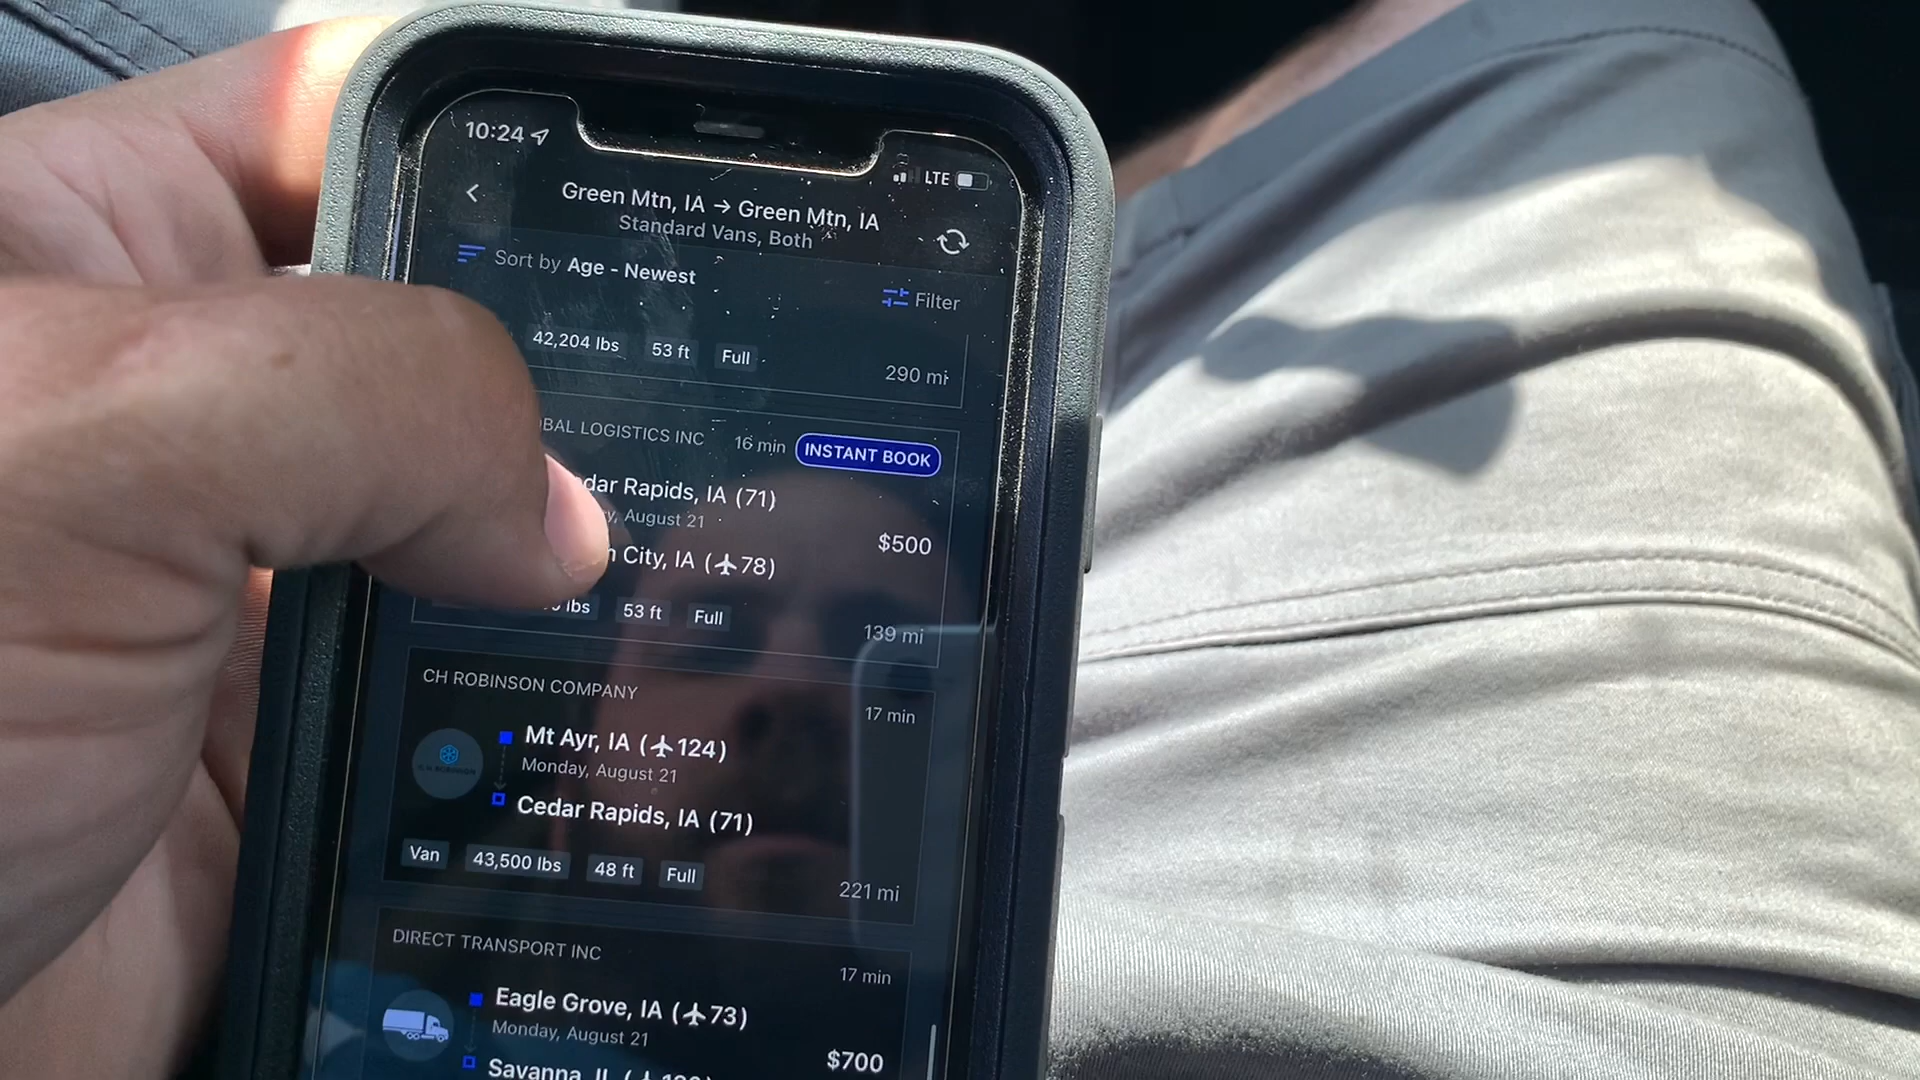 10:24
LTE
Green Mtn, IA → Green Mtn, IA
Standard Vans, Both
Sort by Age - Newest
Filter
42,204 lbs 53 ft Full
290 mi
LOGISTICS INC 16 min INSTANT BOOK
Rapids, IA (71)
August 21
$500
City, IA (✈78)
lbs 53 ft Full
139 mi
CH ROBINSON COMPANY
17 min
Mt Ayr, IA (✈124)
Monday, August 21
Cedar Rapids, IA (71)
Van 43,500 lbs 48 ft Full
221 mi
DIRECT TRANSPORT INC
17 min
Eagle Grove, IA (✈73)
Monday, August 21
$700
Savanna, IL